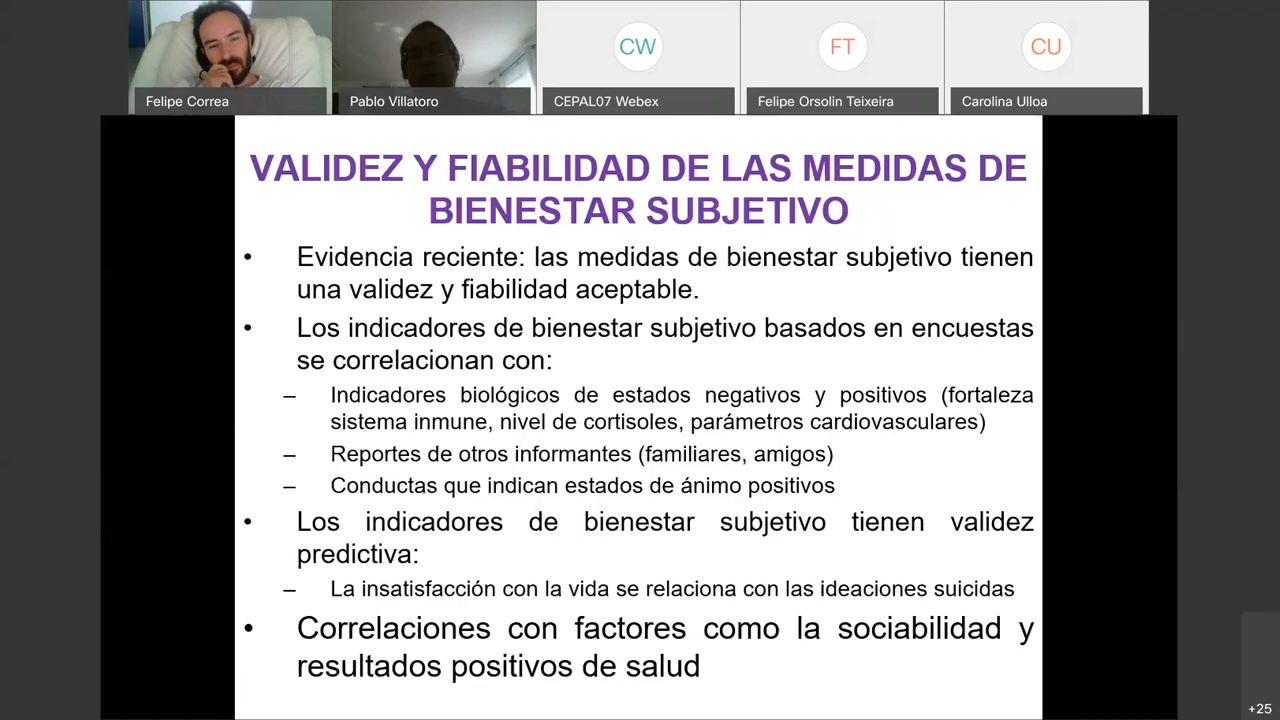 CW
FT
CU
Felipe Correa
Pablo Villatoro
CEPAL07 Webex
Felipe Orsolin Teixeira
Carolina Ulloa
VALIDEZ Y FIABILIDAD DE LAS MEDIDAS DE
BIENESTAR SUBJETIVO
• Evidencia reciente: las medidas de bienestar subjetivo tienen
una validez y fiabilidad aceptable.
• Los indicadores de bienestar subjetivo basados en encuestas
se correlacionan con:
– Indicadores biológicos de estados negativos y positivos (fortaleza
sistema inmune, nivel de cortisoles, parámetros cardiovasculares)
– Reportes de otros informantes (familiares, amigos)
– Conductas que indican estados de ánimo positivos
• Los indicadores de bienestar subjetivo tienen validez
predictiva:
– La insatisfacción con la vida se relaciona con las ideaciones suicidas
• Correlaciones con factores como la sociabilidad y
resultados positivos de salud
+25